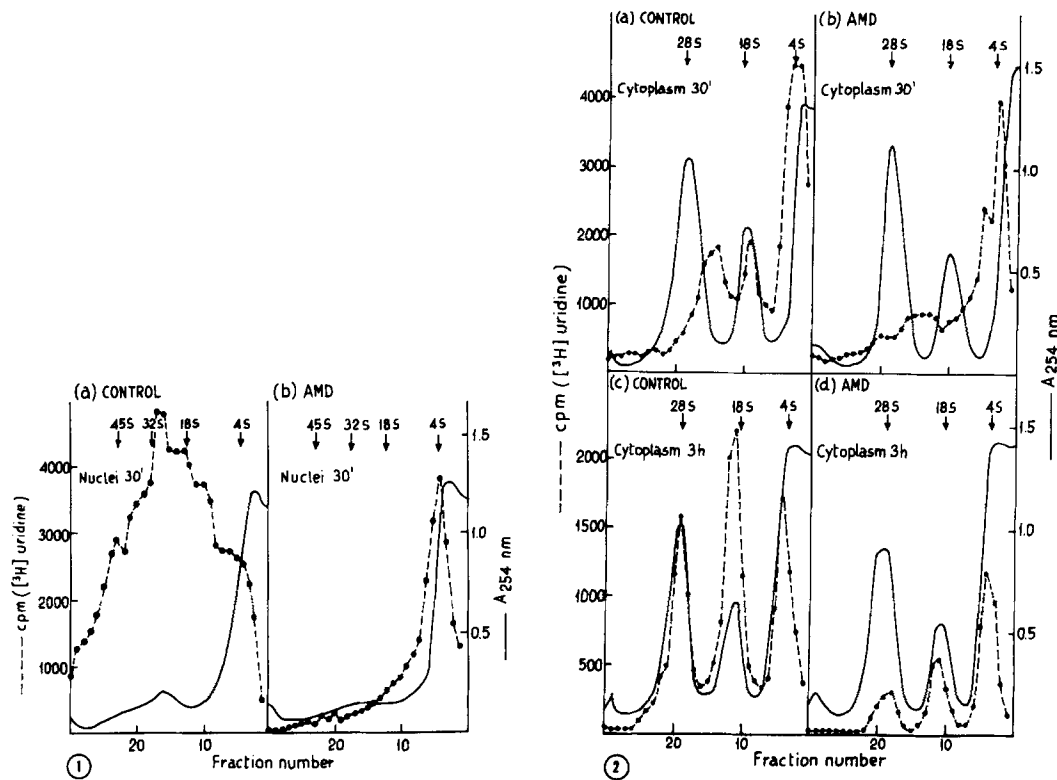 (a) CONTROL
45S 32S 18S 4S
Nuclei 30'
4000
3000
2000
1000
20 10
(b) AMD
45S 32S 18S 4S
Nuclei 30'
1.5
1.0
0.5
20 10
----- cpm ([³H] uridine)
—— A254 nm
Fraction number
1
(a) CONTROL
28S 18S 4S
Cytoplasm 30'
4000
3000
2000
1000
(b) AMD
28S 18S 4S
Cytoplasm 30'
1.5
1.0
0.5
(c) CONTROL
28S 18S 4S
Cytoplasm 3h
2000
1500
1000
500
20 10
(d) AMD
28S 18S 4S
Cytoplasm 3h
1.5
1.0
0.5
20 10
----- cpm ([³H] uridine)
—— A254 nm
Fraction number
2